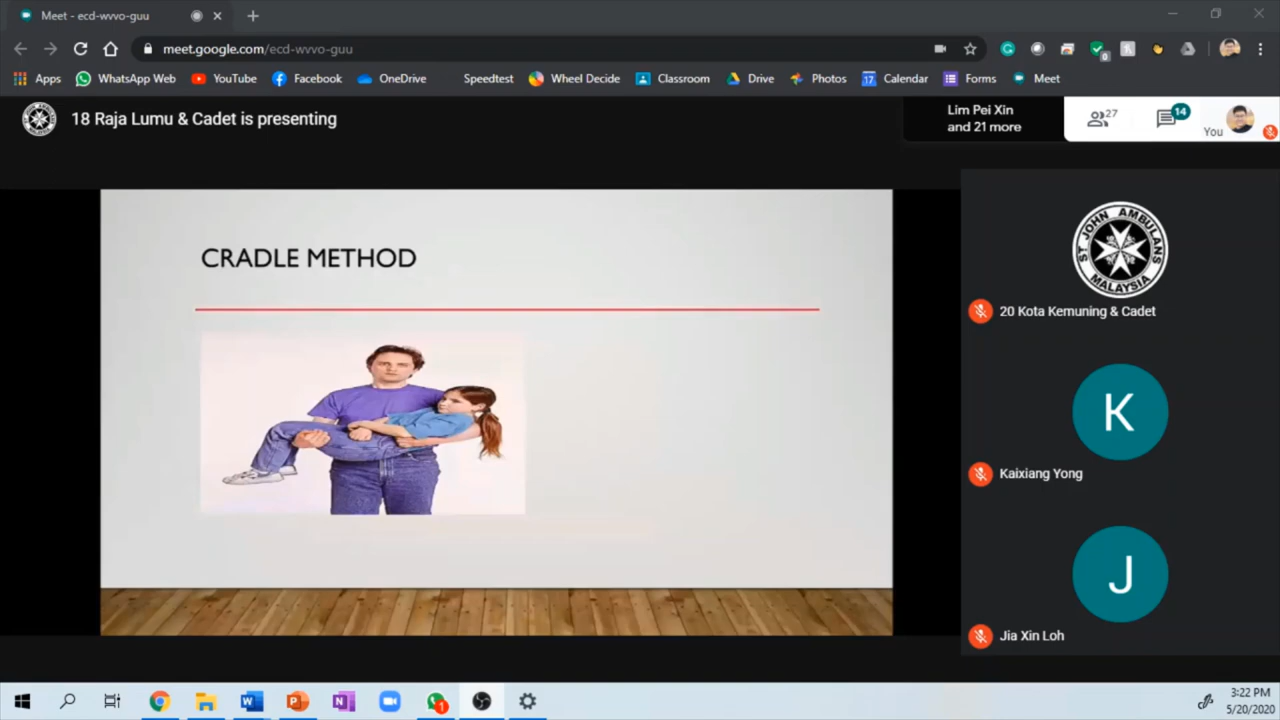 Meet - ecd-wvvo-guu
meet.google.com/ecd-wvvo-guu
0
Apps
WhatsApp Web
YouTube
Facebook
OneDrive
Speedtest
Wheel Decide
Classroom
Drive
Photos
17
Calendar
Forms
Meet
18 Raja Lumu & Cadet is presenting
Lim Pei Xin
and 21 more
27
14
You
CRADLE METHOD
ST JOHN AMBULANS
MALAYSIA
20 Kota Kemuning & Cadet
K
Kaixiang Yong
J
Jia Xin Loh
W
P
N
1
3:22 PM
5/20/2020